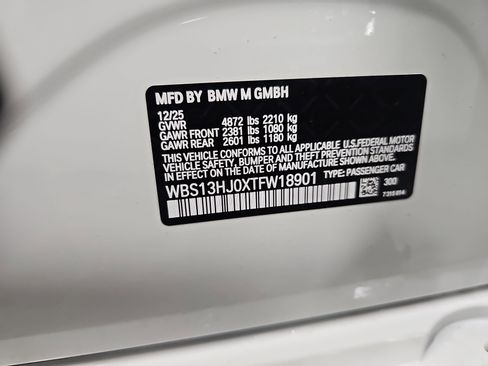 MFD BY BMW M GMBH
12/25
GVWR 4872 lbs 2210 kg
GAWR FRONT 2381 lbs 1080 kg
GAWR REAR 2601 lbs 1180 kg
THIS VEHICLE CONFORMS TO ALL APPLICABLE U.S.FEDERAL MOTOR
VEHICLE SAFETY, BUMPER AND THEFT PREVENTION STANDARDS
IN EFFECT ON THE DATE OF MANUFACTURE SHOWN ABOVE.
WBS13HJ0XTFW18901 TYPE: PASSENGER CAR
300
7315014